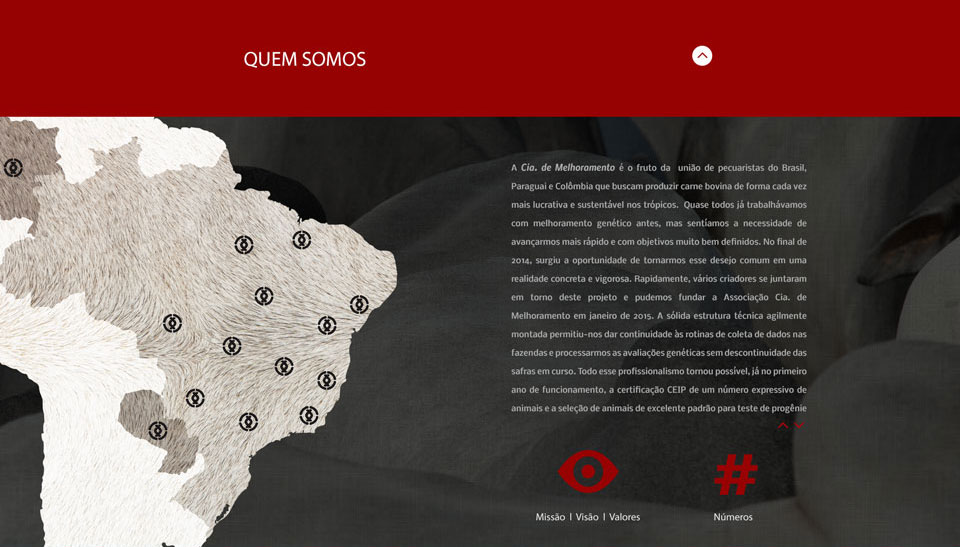 QUEM SOMOS
A Cia. de Melhoramento é o fruto da união de pecuaristas do Brasil,
Paraguai e Colômbia que buscam produzir carne bovina de forma cada vez
mais lucrativa e sustentável nos trópicos. Quase todos já trabalhávamos
com melhoramento genético antes, mas sentíamos a necessidade de
avançarmos mais rápido e com objetivos muito bem definidos. No final de
2014, surgiu a oportunidade de tornarmos esse desejo comum em uma
realidade concreta e vigorosa. Rapidamente, vários criadores se juntaram
em torno deste projeto e pudemos fundar a Associação Cia. de
Melhoramento em janeiro de 2015. A sólida estrutura técnica agilmente
montada permitiu-nos dar continuidade às rotinas de coleta de dados nas
fazendas e processarmos as avaliações genéticas sem descontinuidade das
safras em curso. Todo esse profissionalismo tornou possível, já no primeiro
ano de funcionamento, a certificação CEIP de um número expressivo de
animais e a seleção de animais de excelente padrão para teste de progênie
#
Missão | Visão | Valores
Números